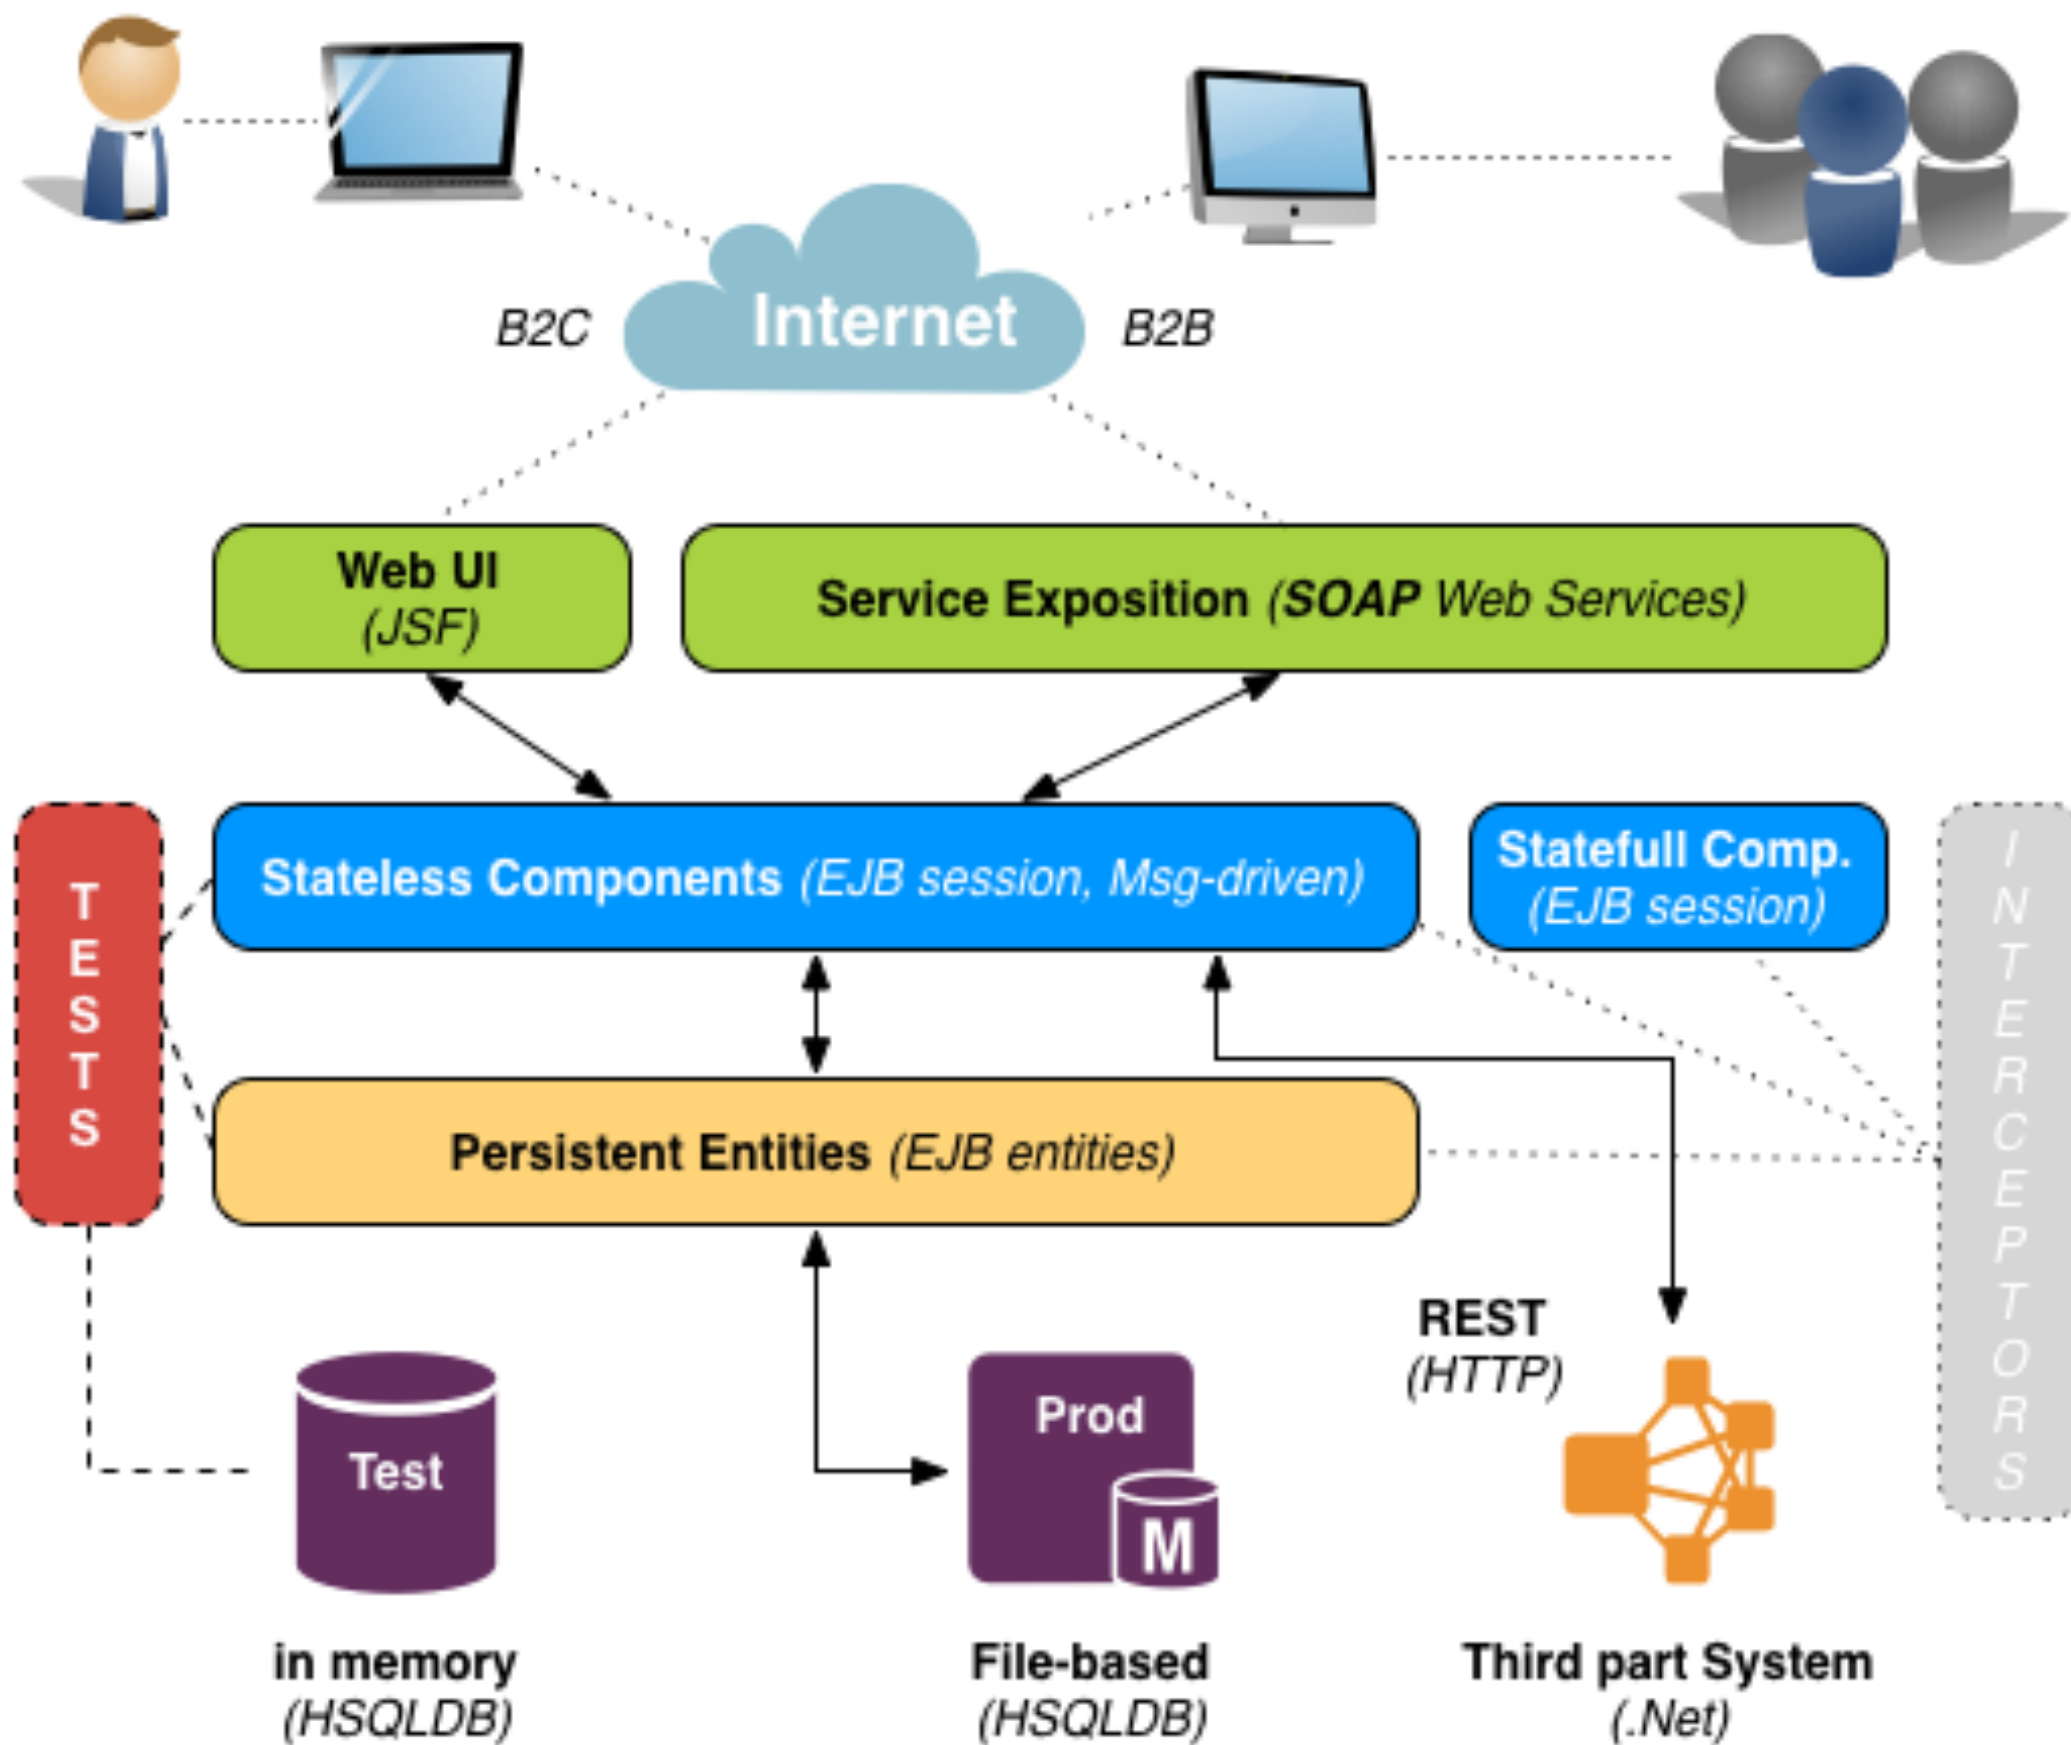 Internet
B2C
B2B
Web UI
(JSF)
Service Exposition (SOAP Web Services)
TESTS
Stateless Components (EJB session, Msg-driven)
Statefull Comp.
(EJB session)
INTERCEPTORS
Persistent Entities (EJB entities)
REST
(HTTP)
Test
Prod
M
in memory
(HSQLDB)
File-based
(HSQLDB)
Third part System
(.Net)